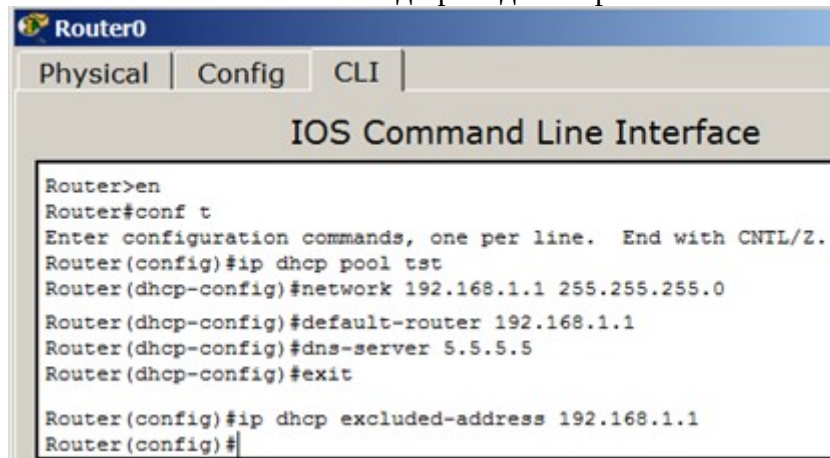 Router0
Physical Config CLI
IOS Command Line Interface
Router>en
Router#conf t
Enter configuration commands, one per line.  End with CNTL/Z.
Router(config)#ip dhcp pool tst
Router(dhcp-config)#network 192.168.1.1 255.255.255.0
Router(dhcp-config)#default-router 192.168.1.1
Router(dhcp-config)#dns-server 5.5.5.5
Router(dhcp-config)#exit
Router(config)#ip dhcp excluded-address 192.168.1.1
Router(config)#